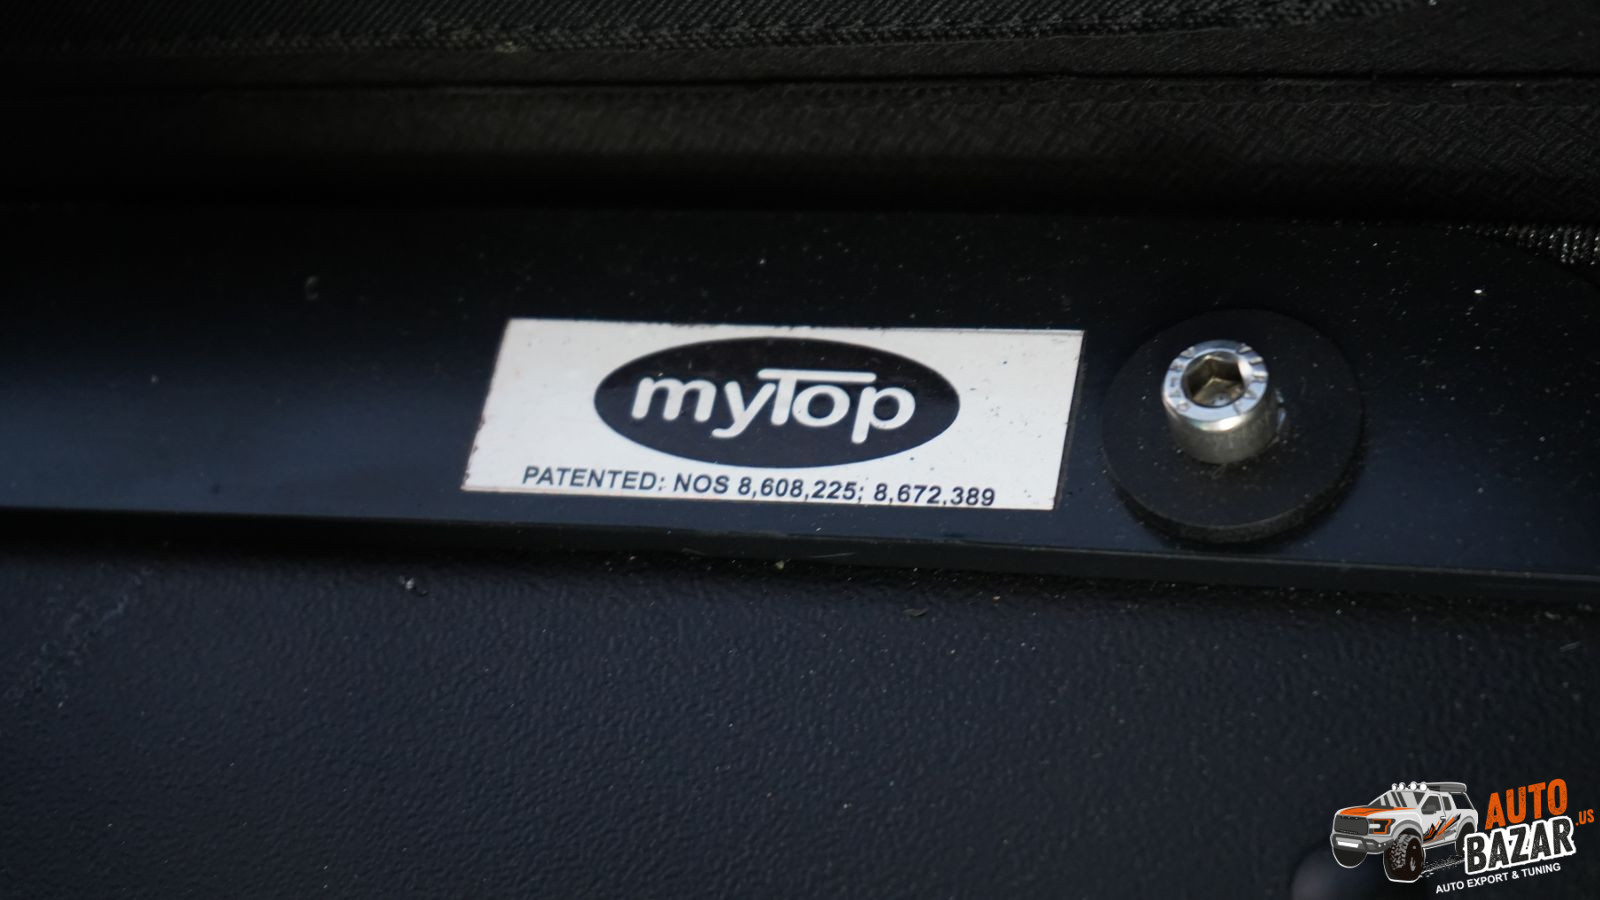 myTop
PATENTED: NOS 8,608,225; 8,672,389
AUTO
BAZAR.US
AUTO EXPORT & TUNING